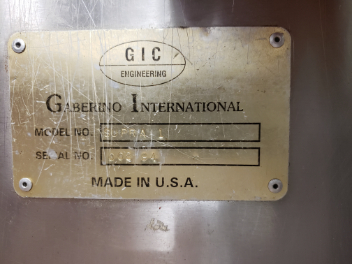 GIC
ENGINEERING
GABERINO INTERNATIONAL
MODEL NO.
SERIAL NO.
MADE IN U.S.A.